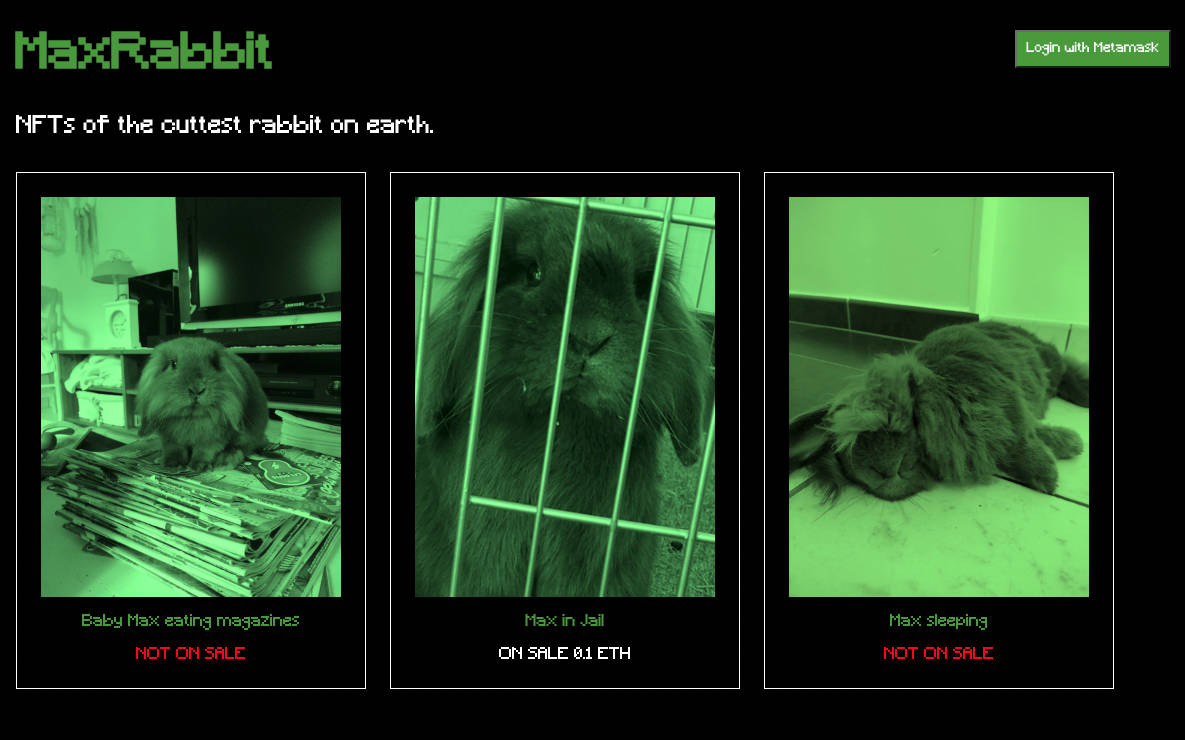 MaxRabbit
Login with Metamask
NFTs of the cuttest rabbit on earth.
SAMSUNG
Baby Max eating magazines
Max in Jail
Max sleeping
NOT ON SALE
ON SALE 0.1 ETH
NOT ON SALE